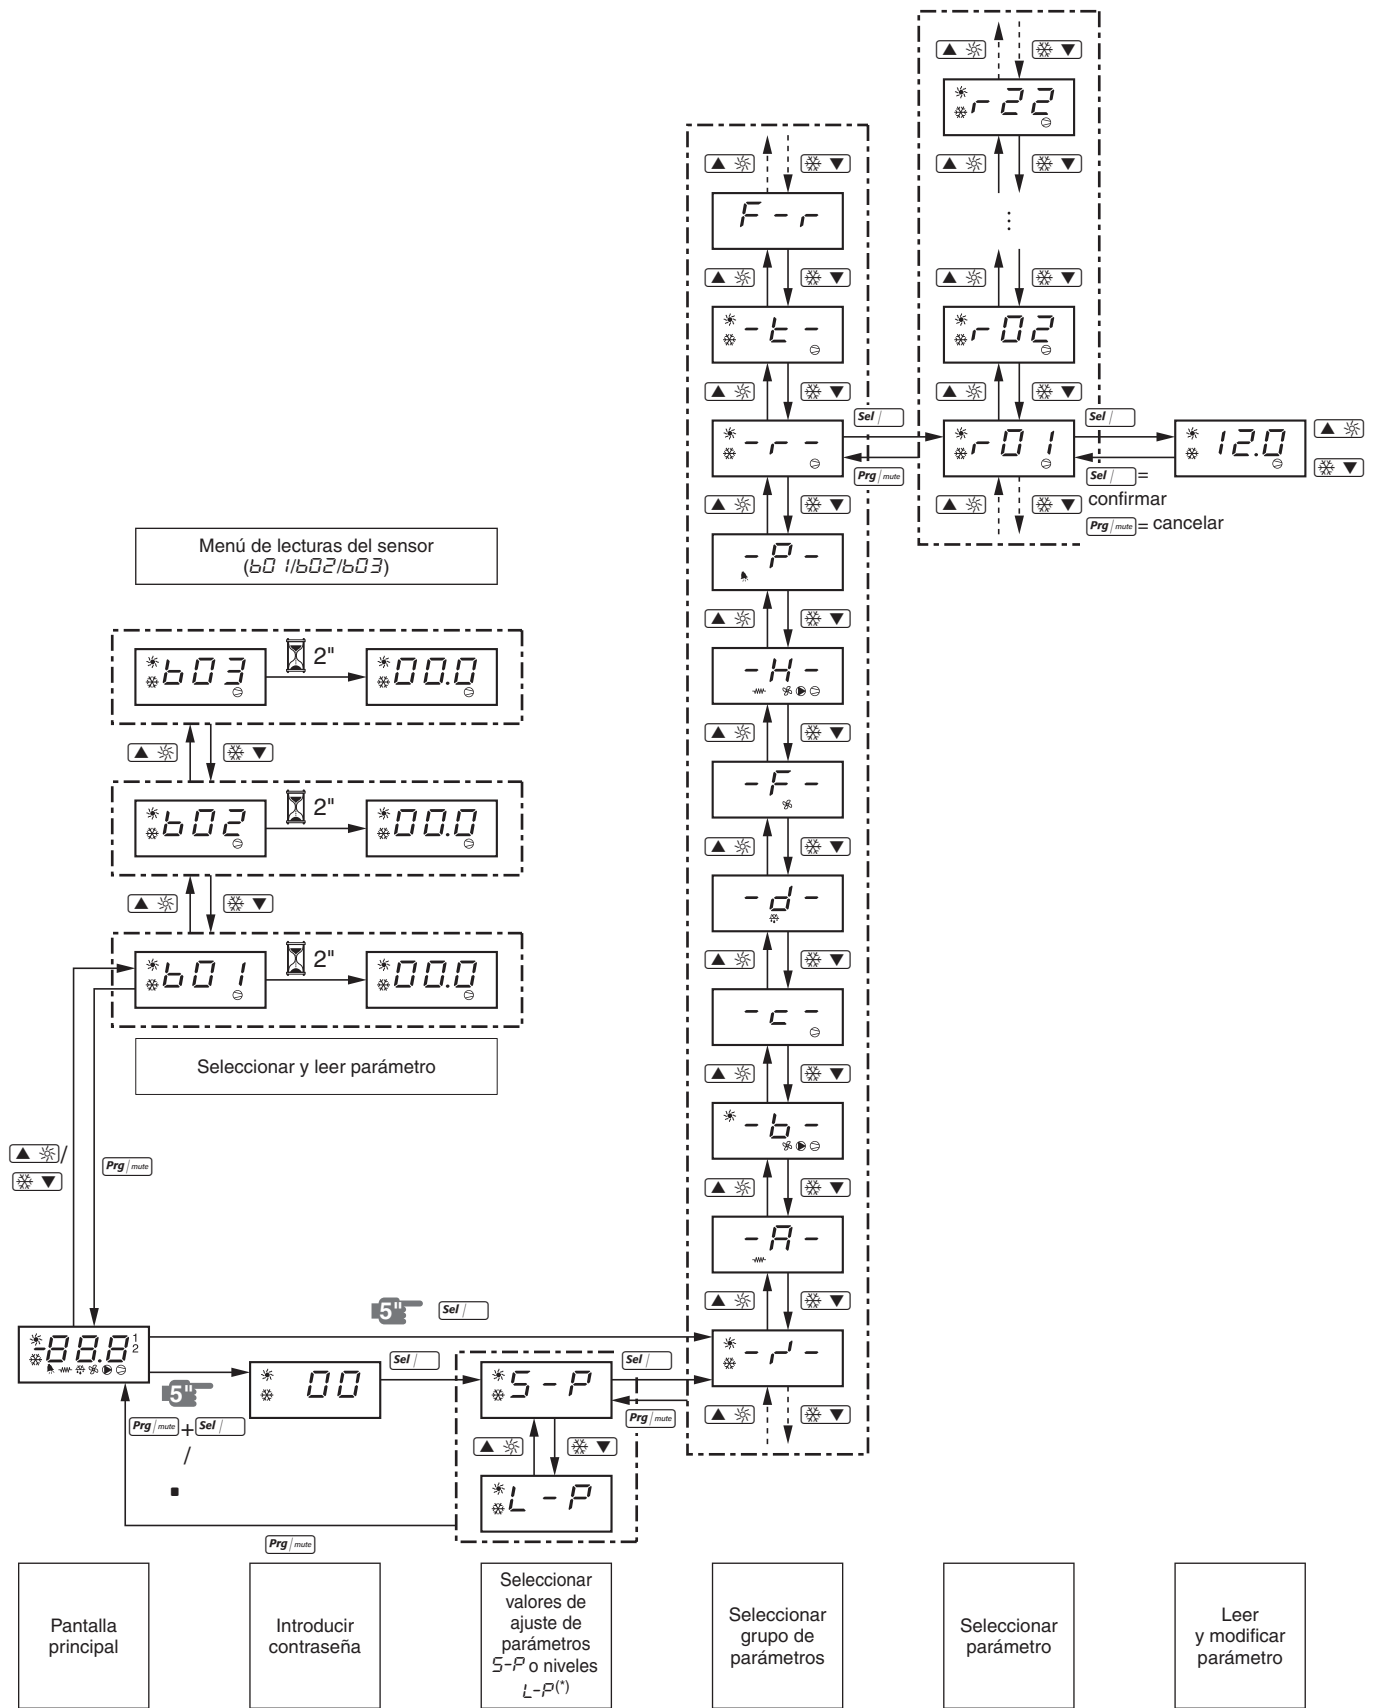 r22
F-r
-t-
r02
Sel /
Sel /
-r-
r01
12.0
Prg / mute
Sel / =
confirmar
Prg / mute = cancelar
-P-
Menú de lecturas del sensor
(b01/b02/b03)
b03
2"
00.0
-H-
b02
2"
00.0
-F-
-d-
b01
2"
00.0
-c-
Seleccionar y leer parámetro
-b-
/
Prg / mute
-A-
5"
Sel /
-88.8
1
2
Sel /
Sel /
00
S-P
5"
Prg / mute
Prg / mute + Sel /
/
L-P
Prg / mute
Pantalla
principal
Introducir
contraseña
Seleccionar
valores de
ajuste de
parámetros
S-P o niveles
L-P(*)
Seleccionar
grupo de
parámetros
Seleccionar
parámetro
Leer
y modificar
parámetro